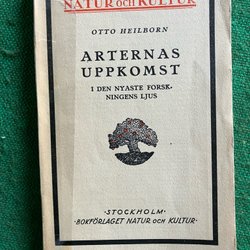 NATUR OCH KULTUR
OTTO HEILBORN
ARTERNAS
UPPKOMST
I DEN NYASTE FORSK-
NINGENS LJUS
·STOCKHOLM·
·BOKFÖRLAGET NATUR OCH KULTUR·